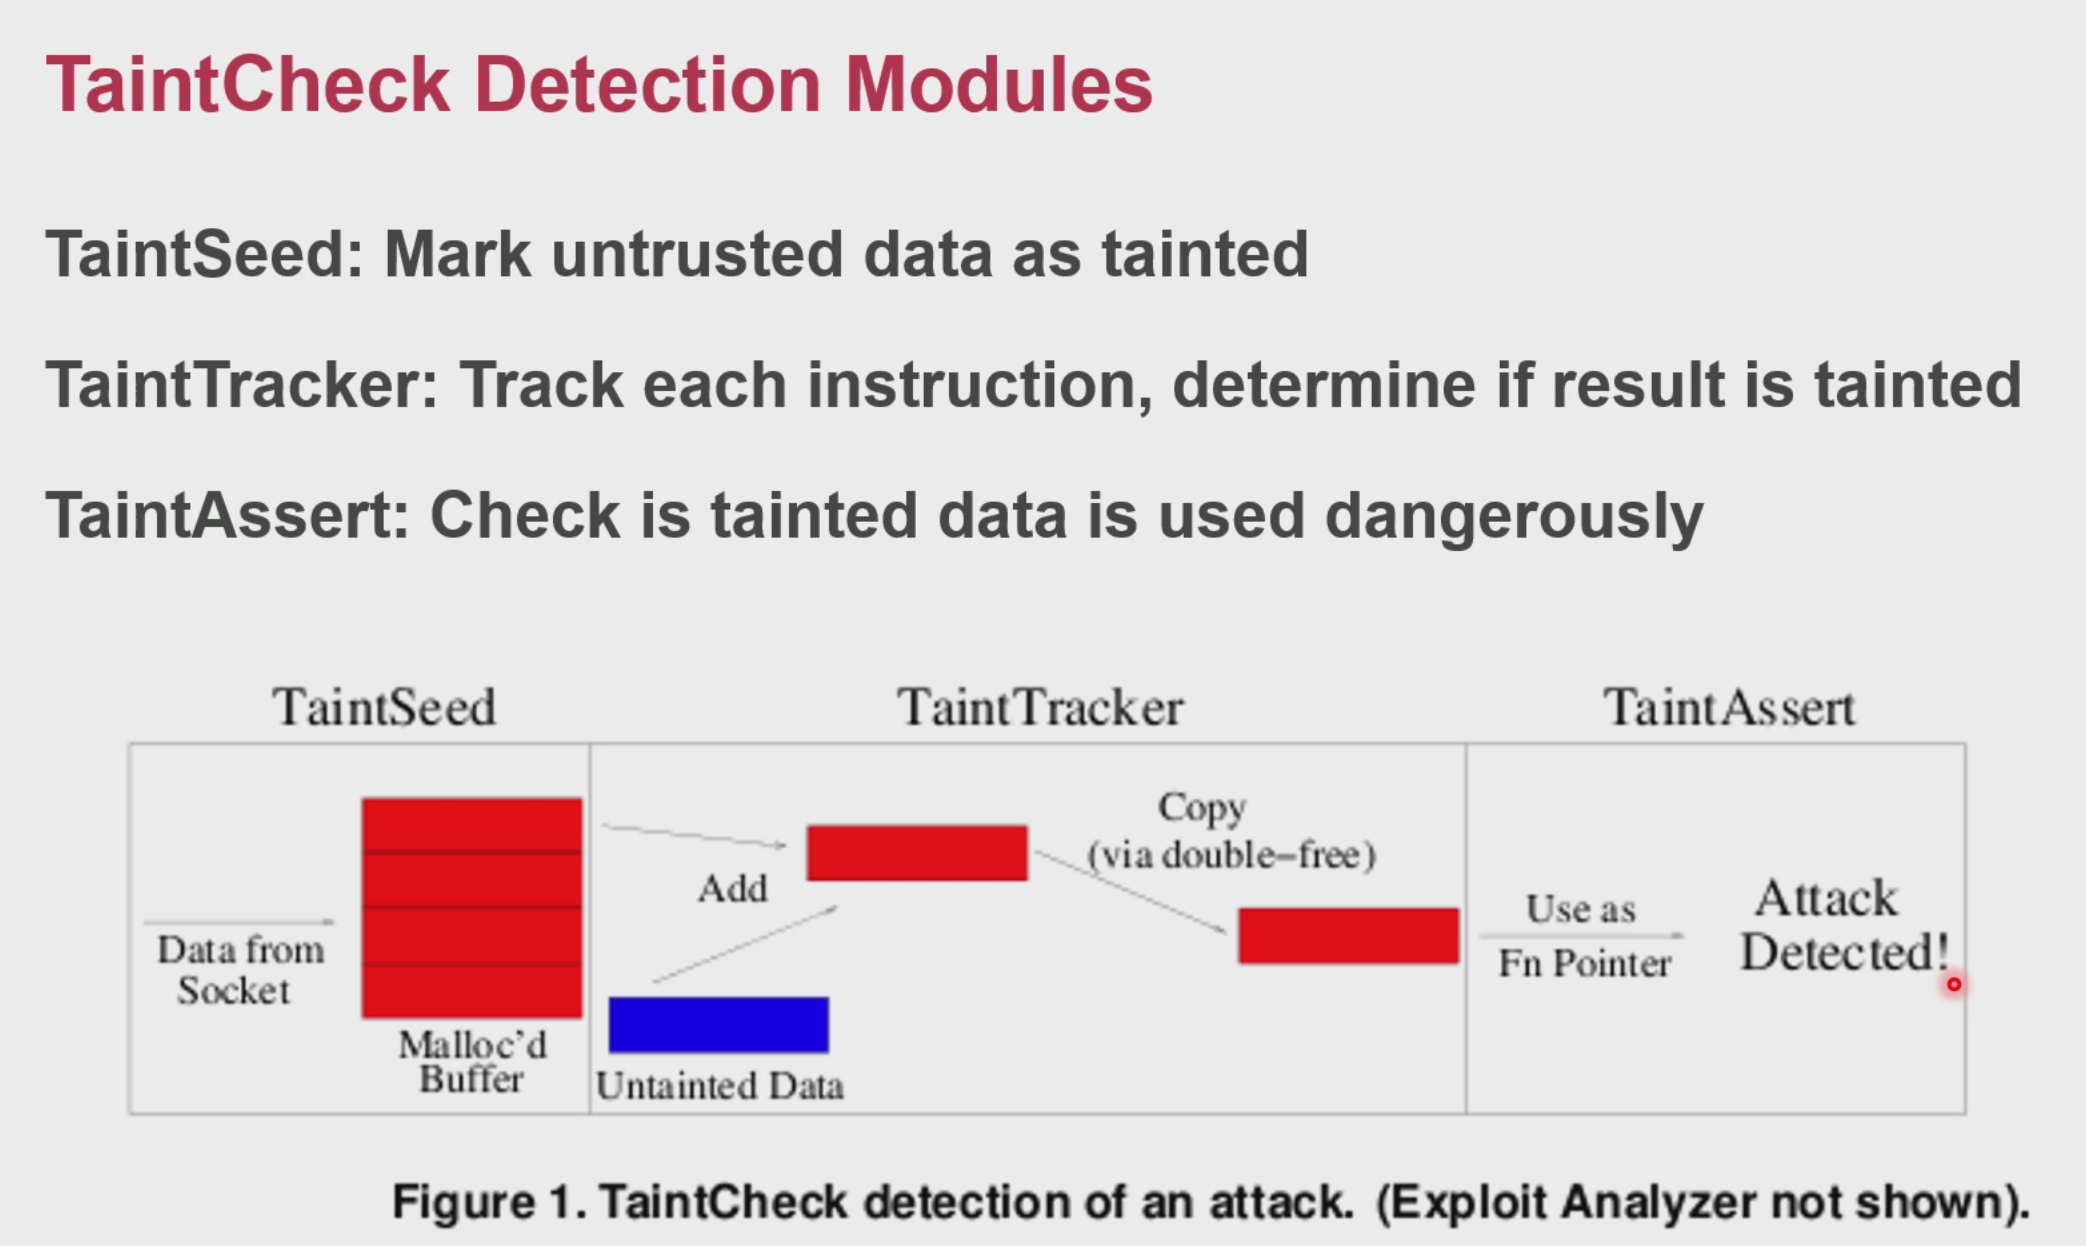 TaintCheck Detection Modules
TaintSeed: Mark untrusted data as tainted
TaintTracker: Track each instruction, determine if result is tainted
TaintAssert: Check is tainted data is used dangerously
TaintSeed
TaintTracker
TaintAssert
Data from
Socket
Malloc'd
Buffer
Add
Untainted Data
Copy
(via double-free)
Use as
Fn Pointer
Attack
Detected!
Figure 1. TaintCheck detection of an attack. (Exploit Analyzer not shown).